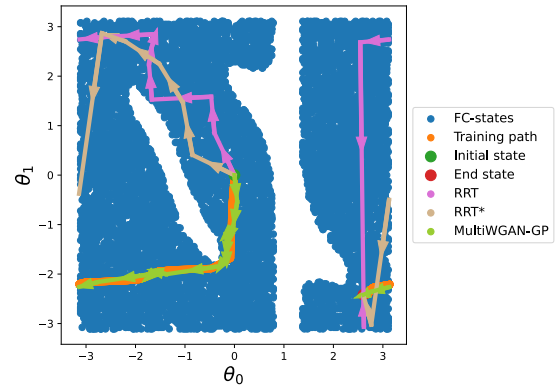 3
2
1
0
−1
−2
−3
θ1
−3
−2
−1
0
1
2
3
θ0
FC-states
Training path
Initial state
End state
RRT
RRT*
MultiWGAN-GP